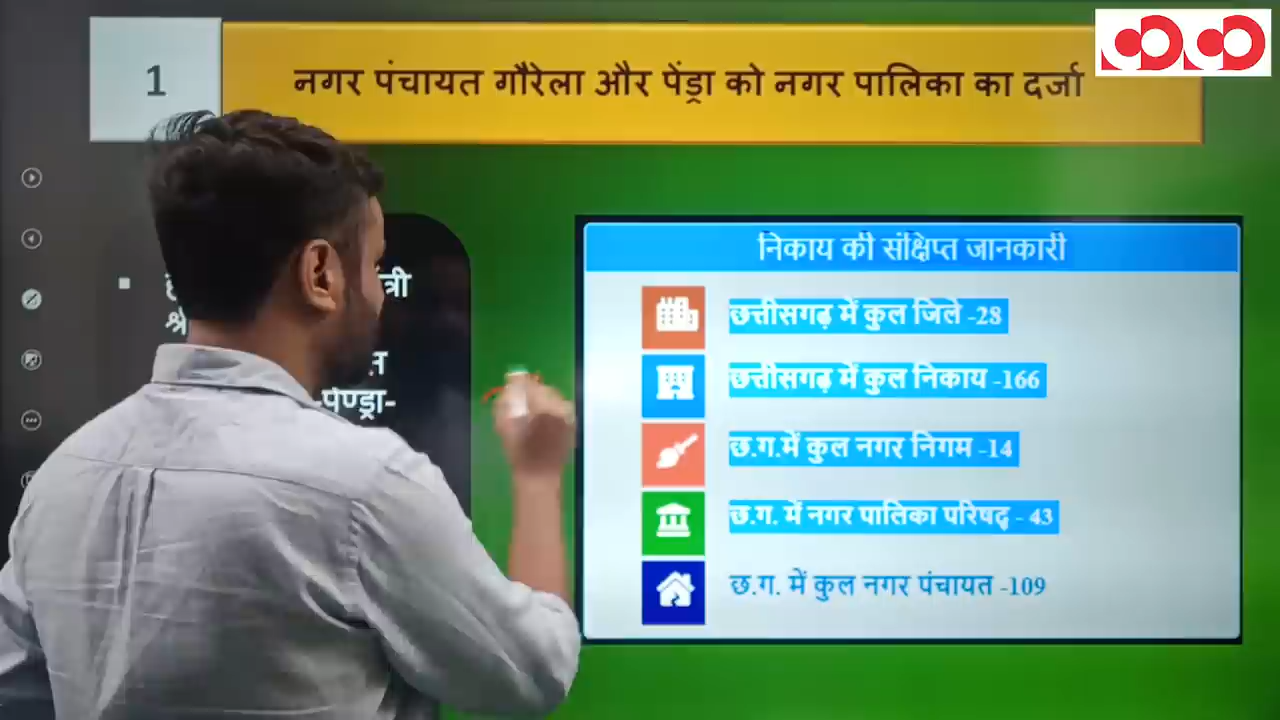 1
नगर पंचायत गौरेला और पेंड्रा को नगर पालिका का दर्जा
-पेण्ड्रा-
निकाय की संक्षिप्त जानकारी
छत्तीसगढ़ में कुल जिले -28
छत्तीसगढ़ में कुल निकाय -166
छ.ग.में कुल नगर निगम -14
छ.ग. में नगर पालिका परिषद् - 43
छ.ग. में कुल नगर पंचायत -109